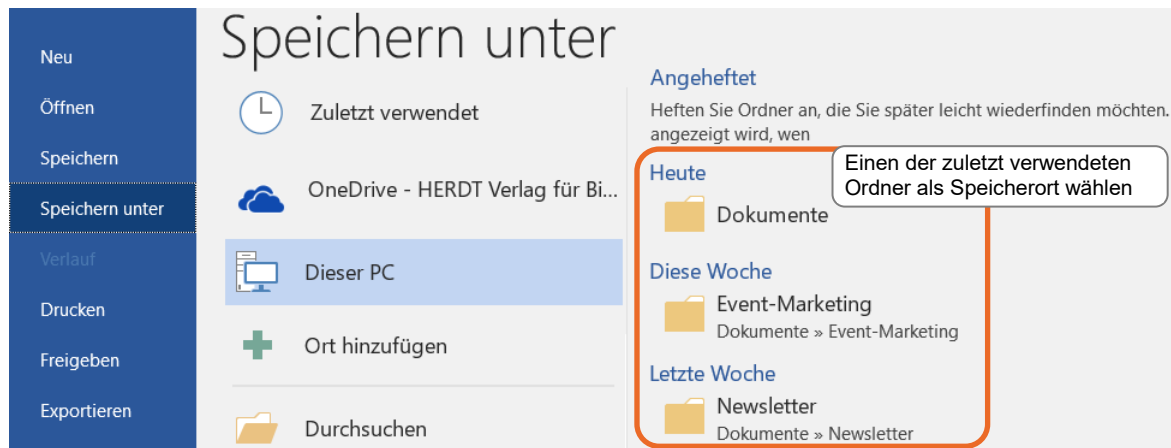 Speichern unter
Neu
Öffnen
Speichern
Speichern unter
Verlauf
Drucken
Freigeben
Exportieren
Zuletzt verwendet
OneDrive - HERDT Verlag für Bi...
Dieser PC
Ort hinzufügen
Durchsuchen
Angeheftet
Heften Sie Ordner an, die Sie später leicht wiederfinden möchten.
angezeigt wird, wen
Einen der zuletzt verwendeten
Ordner als Speicherort wählen
Heute
Dokumente
Diese Woche
Event-Marketing
Dokumente » Event-Marketing
Letzte Woche
Newsletter
Dokumente » Newsletter